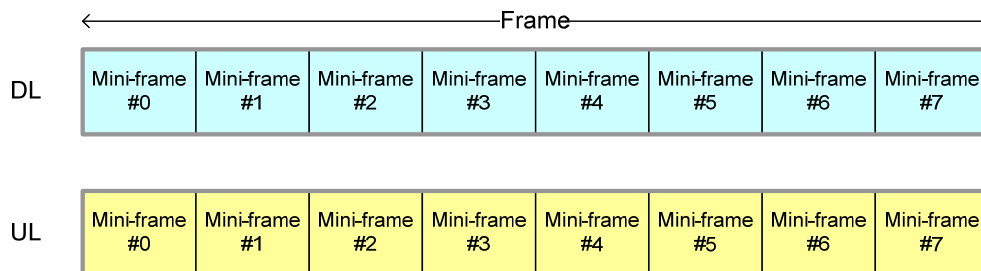 Frame
DL
Mini-frame #0
Mini-frame #1
Mini-frame #2
Mini-frame #3
Mini-frame #4
Mini-frame #5
Mini-frame #6
Mini-frame #7
UL
Mini-frame #0
Mini-frame #1
Mini-frame #2
Mini-frame #3
Mini-frame #4
Mini-frame #5
Mini-frame #6
Mini-frame #7